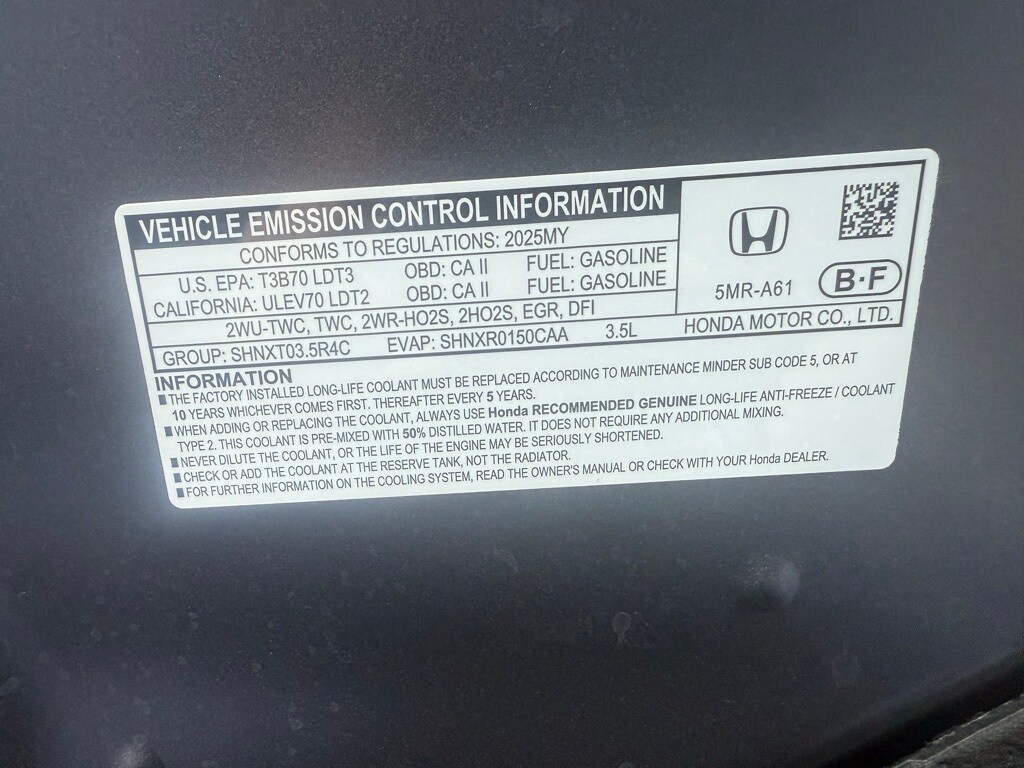 VEHICLE EMISSION CONTROL INFORMATION
CONFORMS TO REGULATIONS: 2025MY
U.S. EPA: T3B70 LDT3 OBD: CA II FUEL: GASOLINE
CALIFORNIA: ULEV70 LDT2 OBD: CA II FUEL: GASOLINE
2WU-TWC, TWC, 2WR-HO2S, 2HO2S, EGR, DFI
GROUP: SHNXT03.5R4C EVAP: SHNXR0150CAA 3.5L
5MR-A61
B·F
HONDA MOTOR CO., LTD.
INFORMATION
■ THE FACTORY INSTALLED LONG-LIFE COOLANT MUST BE REPLACED ACCORDING TO MAINTENANCE MINDER SUB CODE 5, OR AT
10 YEARS WHICHEVER COMES FIRST. THEREAFTER EVERY 5 YEARS.
■ WHEN ADDING OR REPLACING THE COOLANT, ALWAYS USE Honda RECOMMENDED GENUINE LONG-LIFE ANTI-FREEZE / COOLANT
TYPE 2. THIS COOLANT IS PRE-MIXED WITH 50% DISTILLED WATER. IT DOES NOT REQUIRE ANY ADDITIONAL MIXING.
■ NEVER DILUTE THE COOLANT, OR THE LIFE OF THE ENGINE MAY BE SERIOUSLY SHORTENED.
■ CHECK OR ADD THE COOLANT AT THE RESERVE TANK, NOT THE RADIATOR.
■ FOR FURTHER INFORMATION ON THE COOLING SYSTEM, READ THE OWNER'S MANUAL OR CHECK WITH YOUR Honda DEALER.